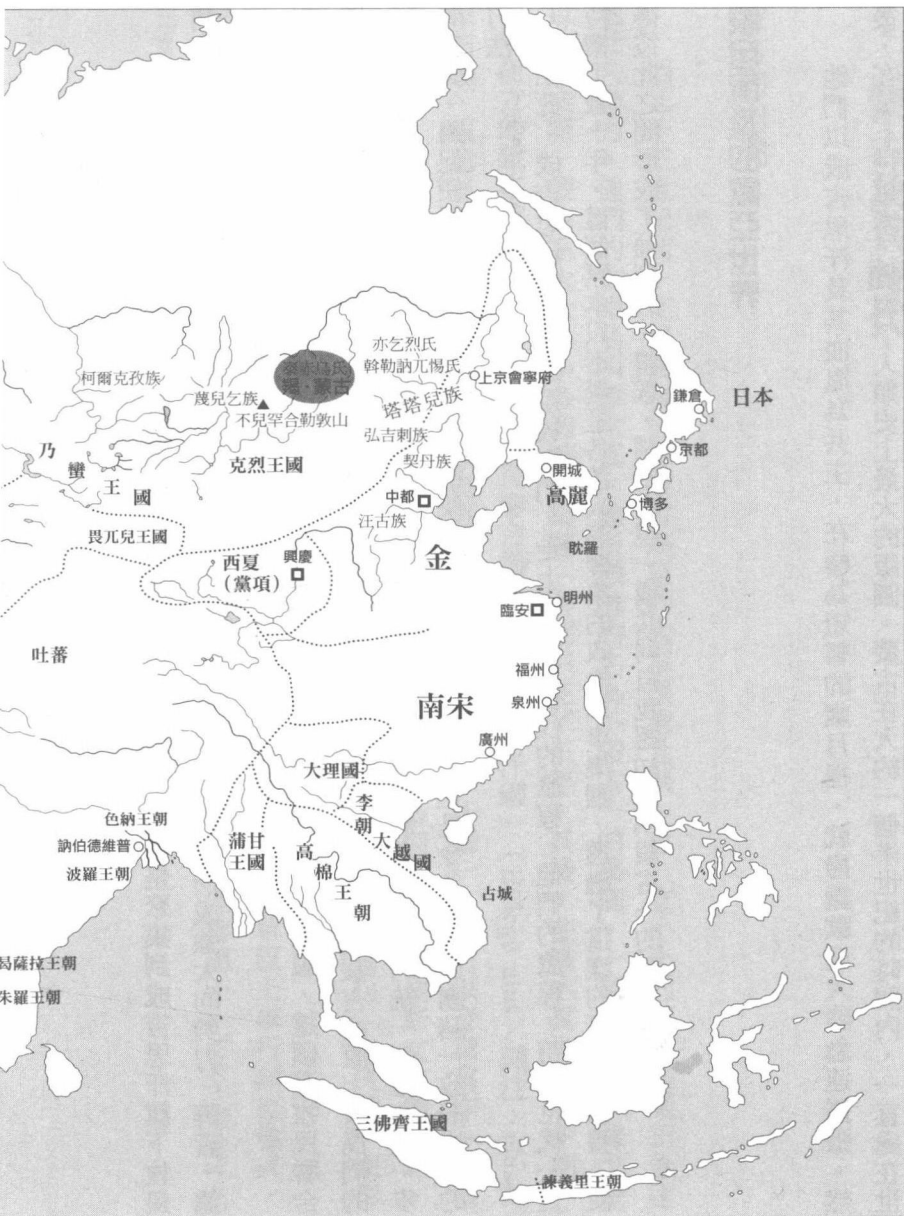 亦乞烈氏
斡勒訥兀惕氏
上京會寧府
柯爾克孜族
蔑兒乞族
泰赤烏氏
蒙古
塔塔兒族
不兒罕合勒敦山
弘吉剌族
鎌倉
日本
京都
乃蠻王國
克烈王國
契丹族
開城
高麗
博多
中都
畏兀兒王國
汪古族
金
耽羅
西夏
(黨項)
興慶
臨安
明州
吐蕃
福州
南宋
泉州
廣州
大理國
李朝大越國
色納王朝
訥伯德維普
波羅王朝
蒲甘
王國
高棉王朝
占城
曷薩拉王朝
朱羅王朝
三佛齊王國
諫義里王朝